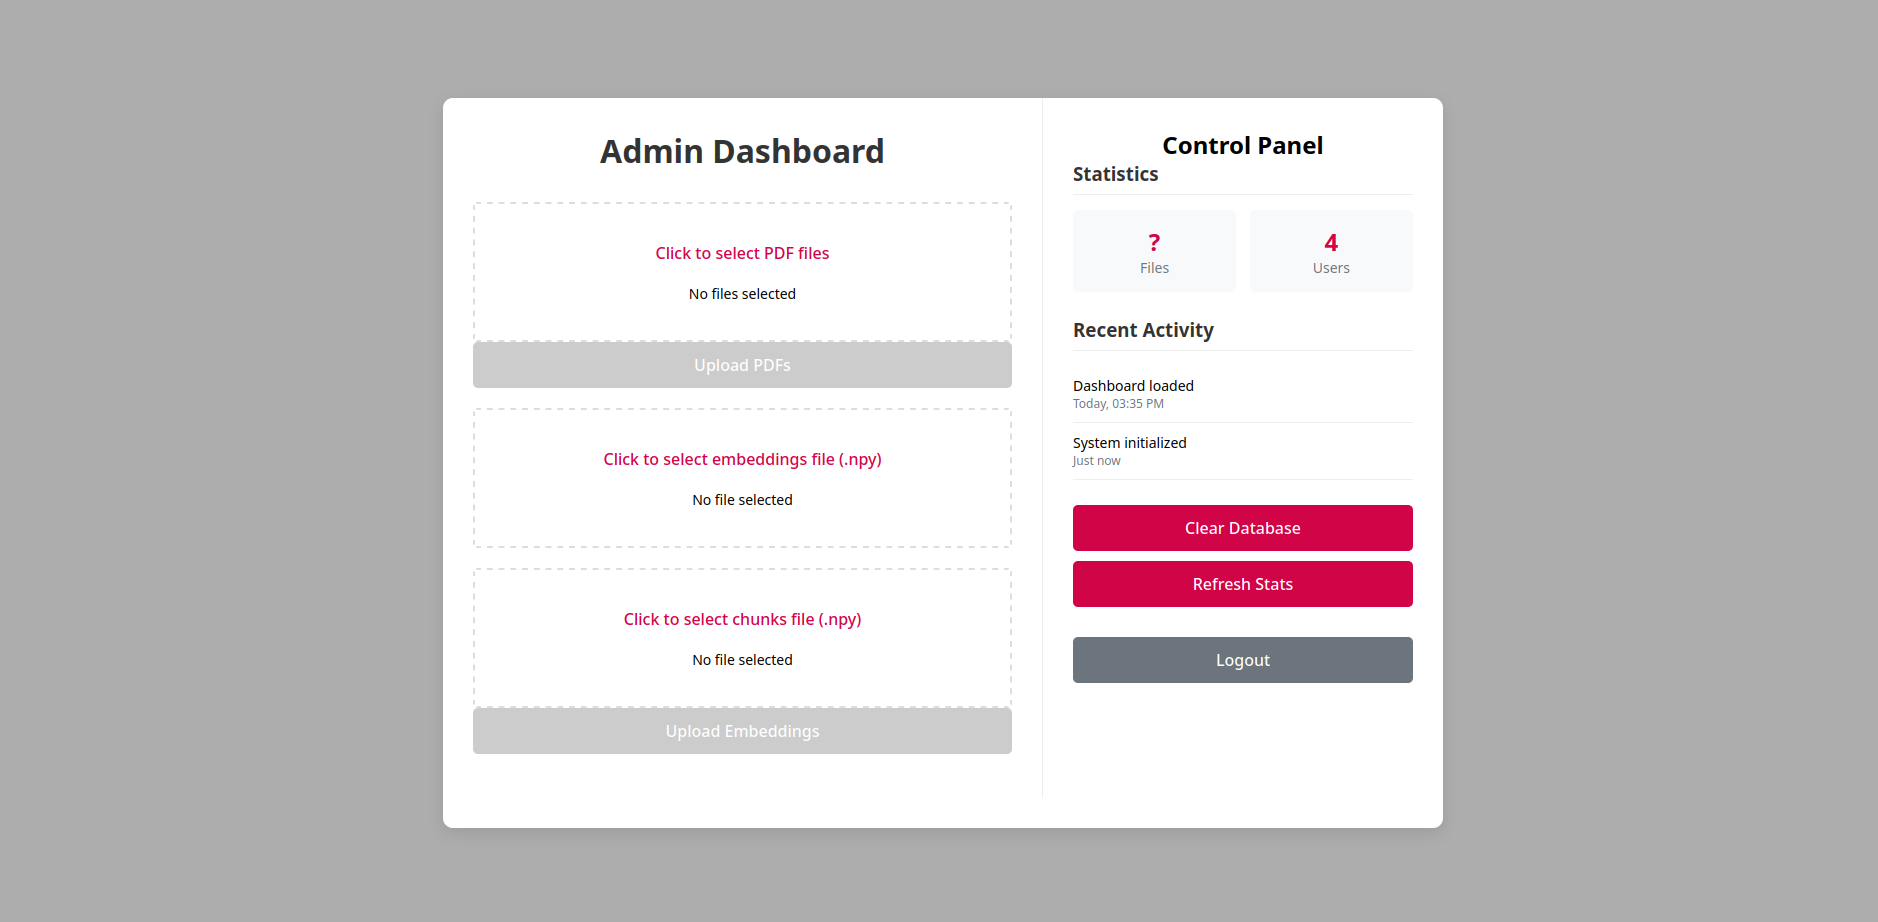 Admin Dashboard
Click to select PDF files
No files selected
Upload PDFs
Click to select embeddings file (.npy)
No file selected
Click to select chunks file (.npy)
No file selected
Upload Embeddings
Control Panel
Statistics
?
Files
4
Users
Recent Activity
Dashboard loaded
Today, 03:35 PM
System initialized
Just now
Clear Database
Refresh Stats
Logout